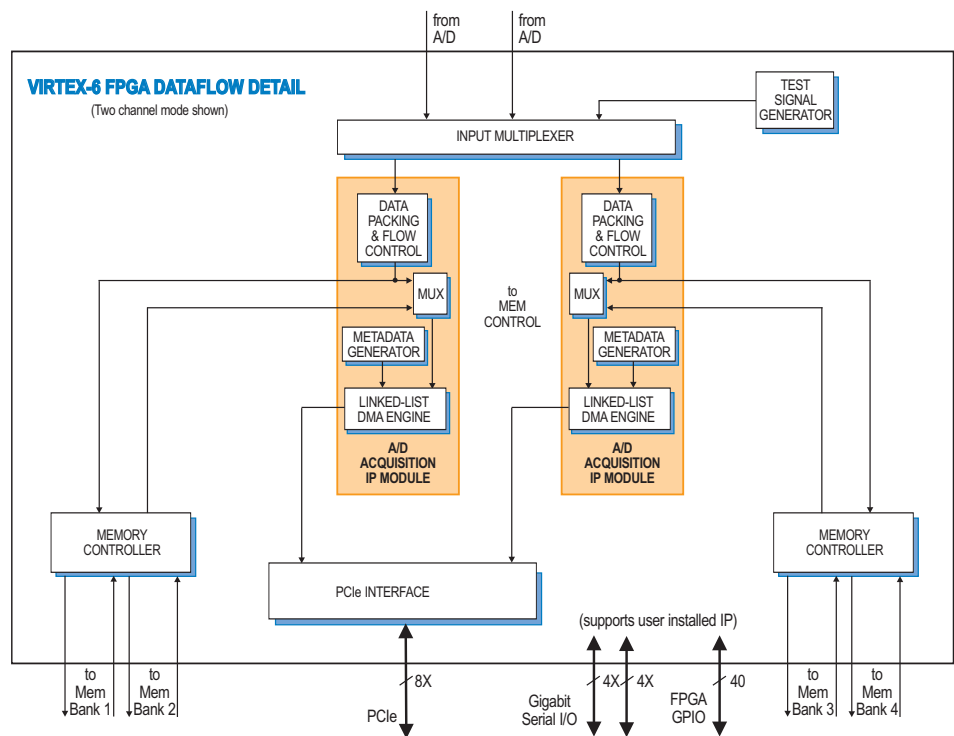 from
A/D
from
A/D
VIRTEX-6 FPGA DATAFLOW DETAIL
(Two channel mode shown)
TEST
SIGNAL
GENERATOR
INPUT MULTIPLEXER
DATA
PACKING
& FLOW
CONTROL
DATA
PACKING
& FLOW
CONTROL
MUX
to
MEM
CONTROL
MUX
METADATA
GENERATOR
METADATA
GENERATOR
LINKED-LIST
DMA ENGINE
LINKED-LIST
DMA ENGINE
A/D
ACQUISITION
IP MODULE
A/D
ACQUISITION
IP MODULE
MEMORY
CONTROLLER
MEMORY
CONTROLLER
PCIe INTERFACE
(supports user installed IP)
to
Mem
Bank 1
to
Mem
Bank 2
8X
PCIe
4X
4X
Gigabit
Serial I/O
40
FPGA
GPIO
to
Mem
Bank 3
to
Mem
Bank 4